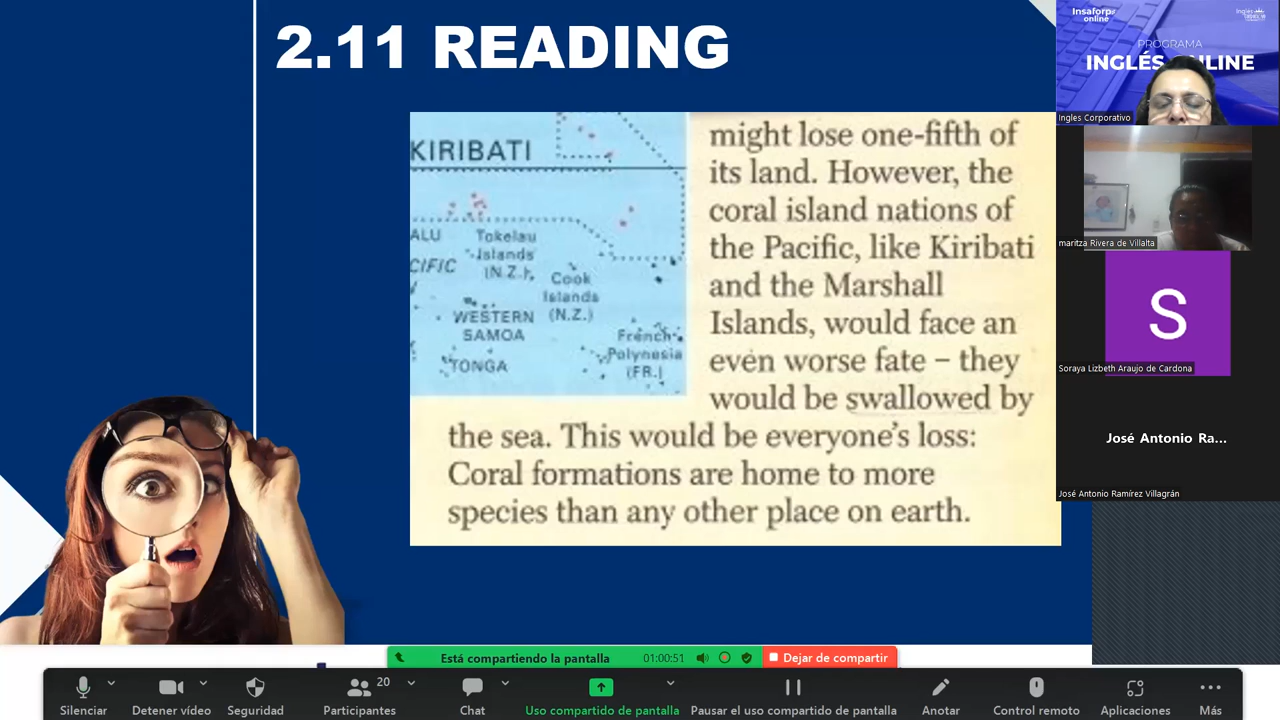 2.11 READING
KIRIBATI
ALU
Tokelau
Islands
(N.Z.)
CIFIC
Cook
Islands
(N.Z.)
WESTERN
SAMOA
TONGA
French
Polynesia
(FR.)
might lose one-fifth of
its land. However, the
coral island nations of
the Pacific, like Kiribati
and the Marshall
Islands, would face an
even worse fate – they
would be swallowed by
the sea. This would be everyone's loss:
Coral formations are home to more
species than any other place on earth.
Insaforp
online
PROGRAMA
INGLÉS ONLINE
Ingles Corporativo
maritza Rivera de Villalta
S
Soraya Lizbeth Araujo de Cardona
José Antonio Ra...
José Antonio Ramírez Villagrán
Está compartiendo la pantalla
01:00:51
Dejar de compartir
Silenciar
Detener vídeo
Seguridad
20
Participantes
Chat
Uso compartido de pantalla
Pausar el uso compartido de pantalla
Anotar
Control remoto
Aplicaciones
Más